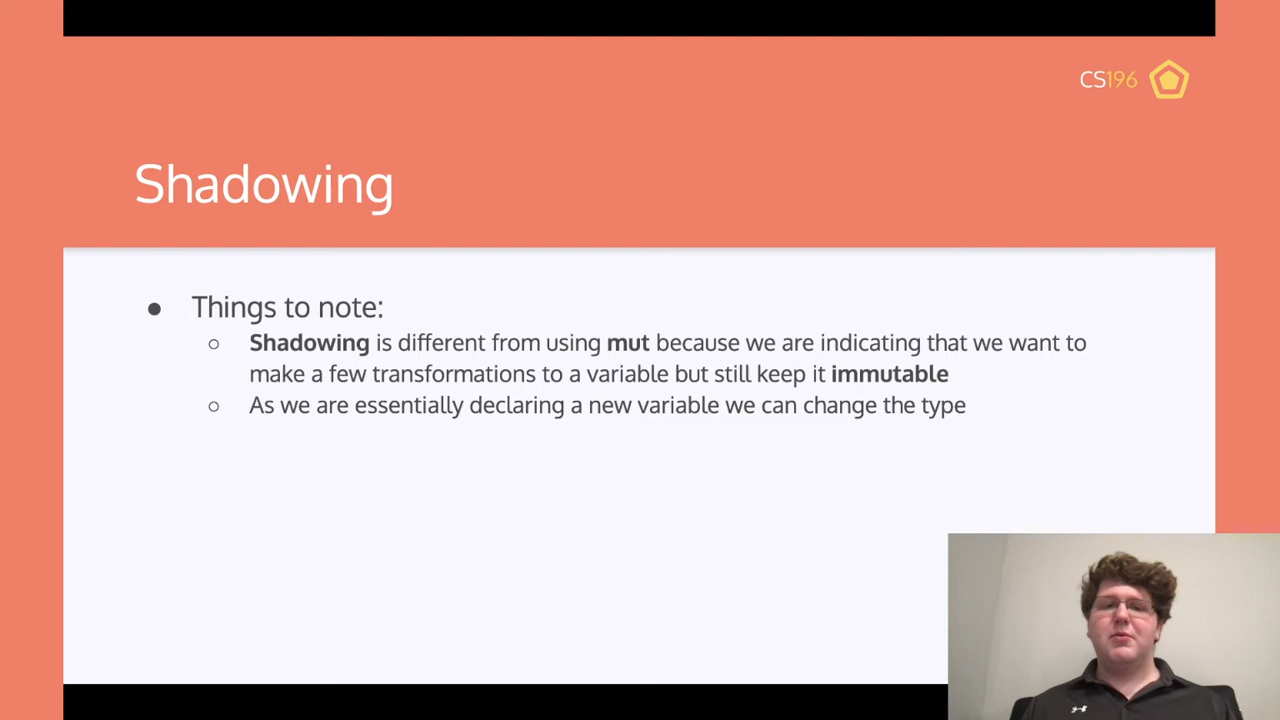 CS196
Shadowing
● Things to note:
○ Shadowing is different from using mut because we are indicating that we want to
make a few transformations to a variable but still keep it immutable
○ As we are essentially declaring a new variable we can change the type